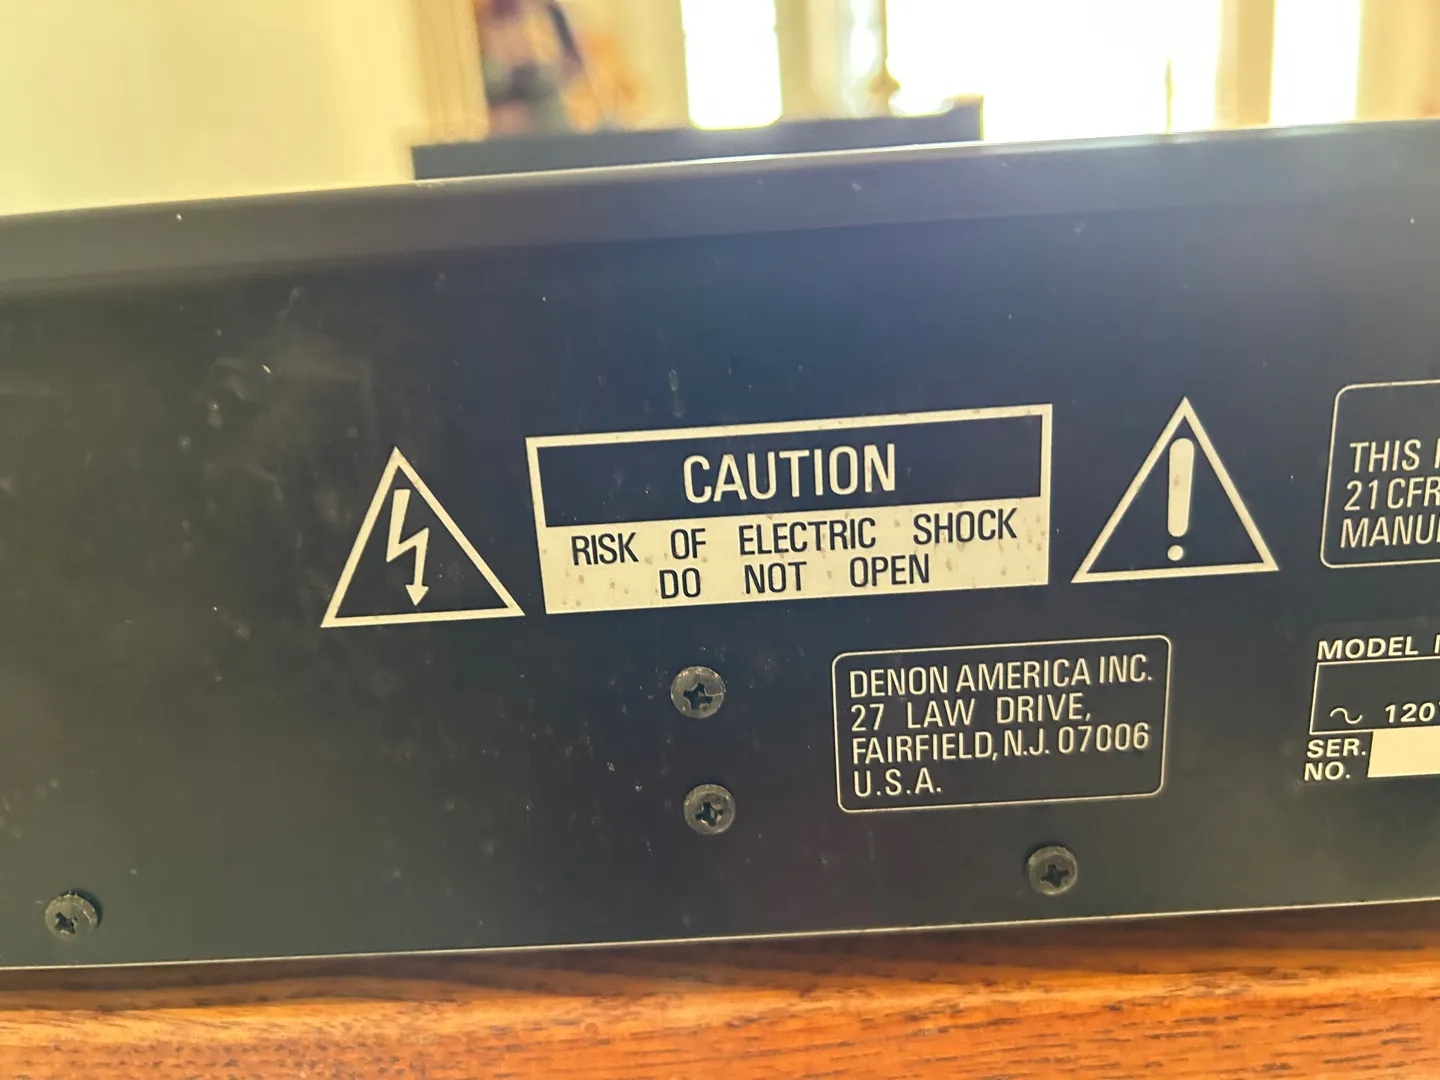 CAUTION
RISK OF ELECTRIC SHOCK
DO NOT OPEN
DENON AMERICA INC.
27 LAW DRIVE,
FAIRFIELD, N.J. 07006
U.S.A.
THIS
21 CFR
MODEL
~ 120
SER.
NO.